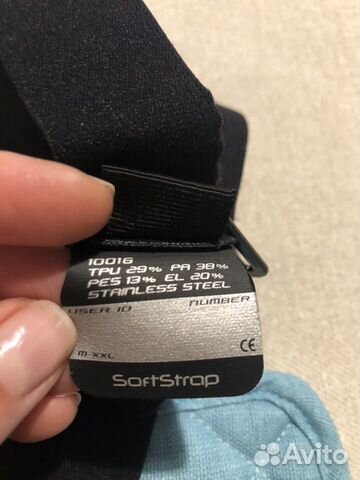 10016
TPU 29% PA 38%
PES 13% EL 20%
STAINLESS STEEL
USER ID NUMBER
M-XXL CE
SOFTSTRAP
Avito